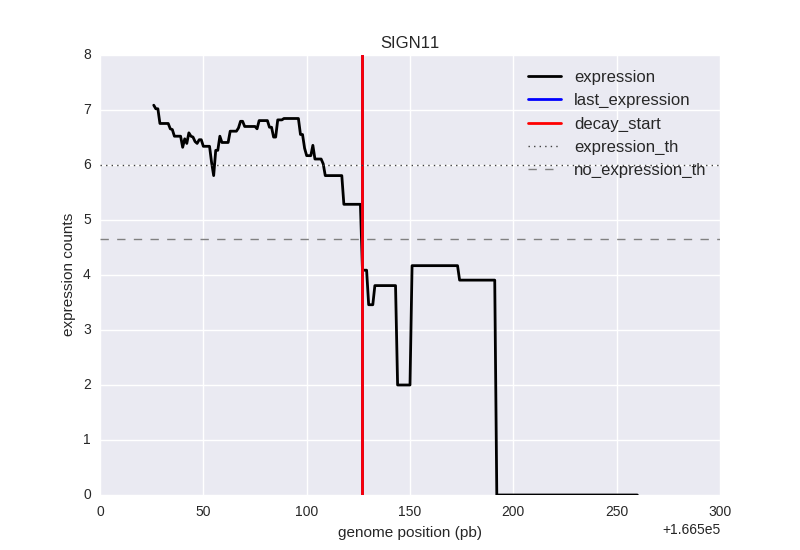 SIGN11
8
7
6
5
4
3
2
1
0
expression counts
expression
last_expression
decay_start
expression_th
no_expression_th
0 50 100 150 200 250 300
genome position (pb)
+1.665e5